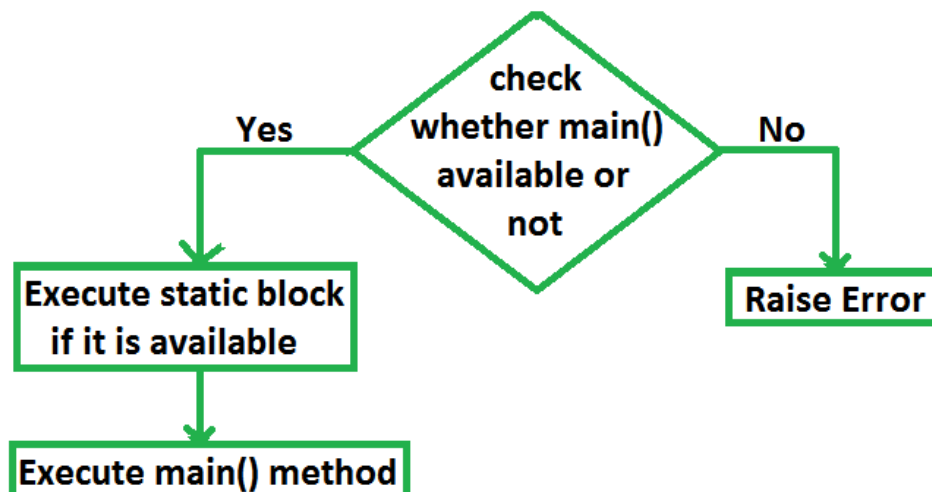 check
whether main()
available or
not
Yes
No
Execute static block
if it is available
Raise Error
Execute main() method